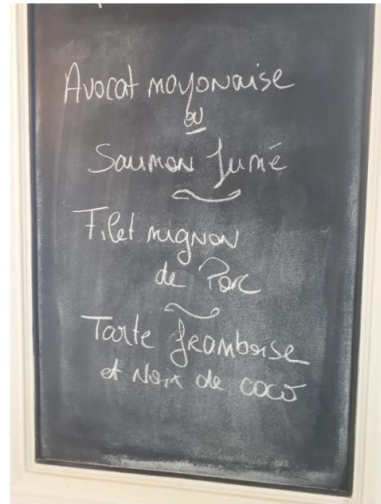 Avocat mayonaise
ou
Saumon fumé
Filet mignon
de Porc
Tarte framboise
et Noix de coco